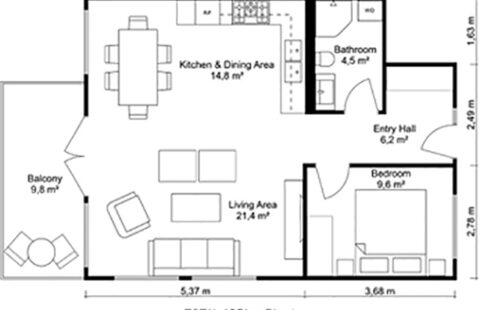 R/F
WD
1,63 m
Bathroom
4,5 m²
Kitchen & Dining Area
14,8 m²
2,49 m
Entry Hall
6,2 m²
Balcony
9,8 m²
Bedroom
9,6 m²
Living Area
21,4 m²
2,78 m
5,37 m
3,68 m